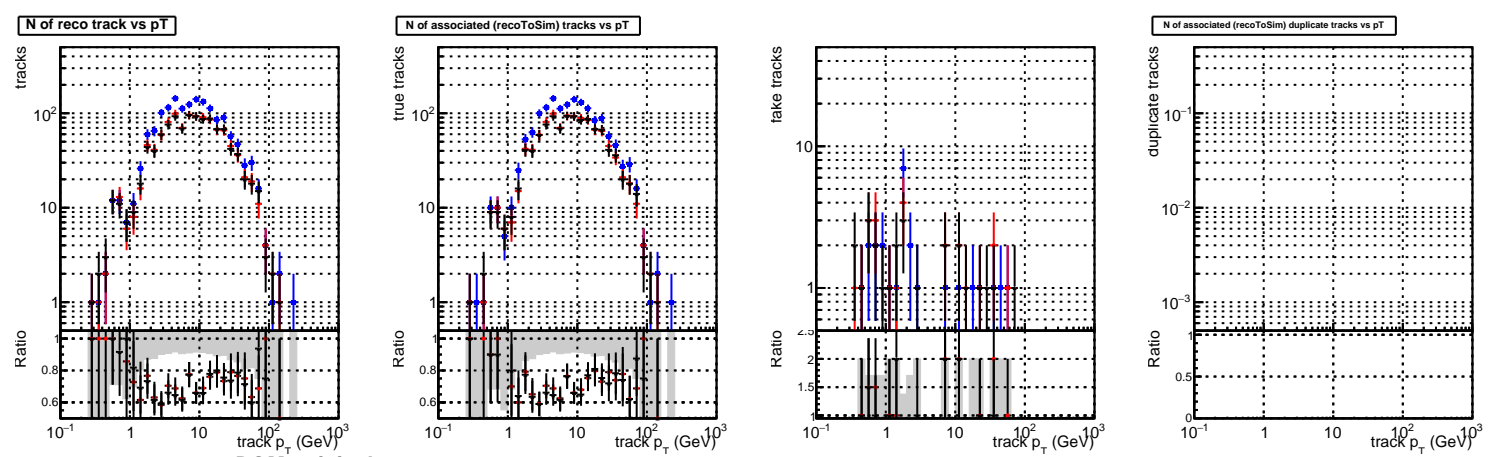 N of reco track vs pT
tracks
10²
10
1
Ratio
1
0.8
0.6
10⁻¹ 1 10 10² 10³
track p_T (GeV)
N of associated (recoToSim) tracks vs pT
true tracks
10²
10
1
Ratio
1
0.8
0.6
10⁻¹ 1 10 10² 10³
track p_T (GeV)
fake tracks
10
1
Ratio
2.5
2
1.5
1
10⁻¹ 1 10 10² 10³
track p_T (GeV)
N of associated (recoToSim) duplicate tracks vs pT
duplicate tracks
10⁻¹
10⁻²
10⁻³
Ratio
1
0.5
0
10⁻¹ 1 10 10² 10³
track p_T (GeV)